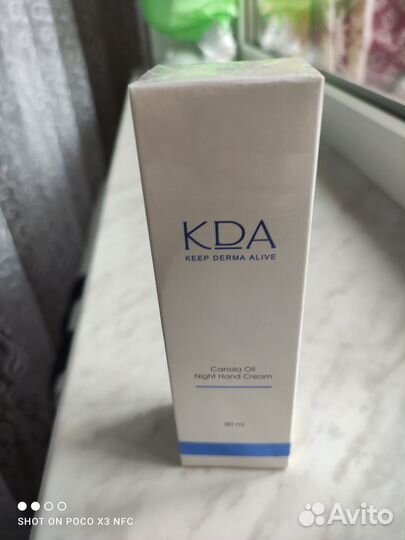 KDA
KEEP DERMA ALIVE
Canola Oil
Night Hand Cream
80 ml
SHOT ON POCO X3 NFC
Avito